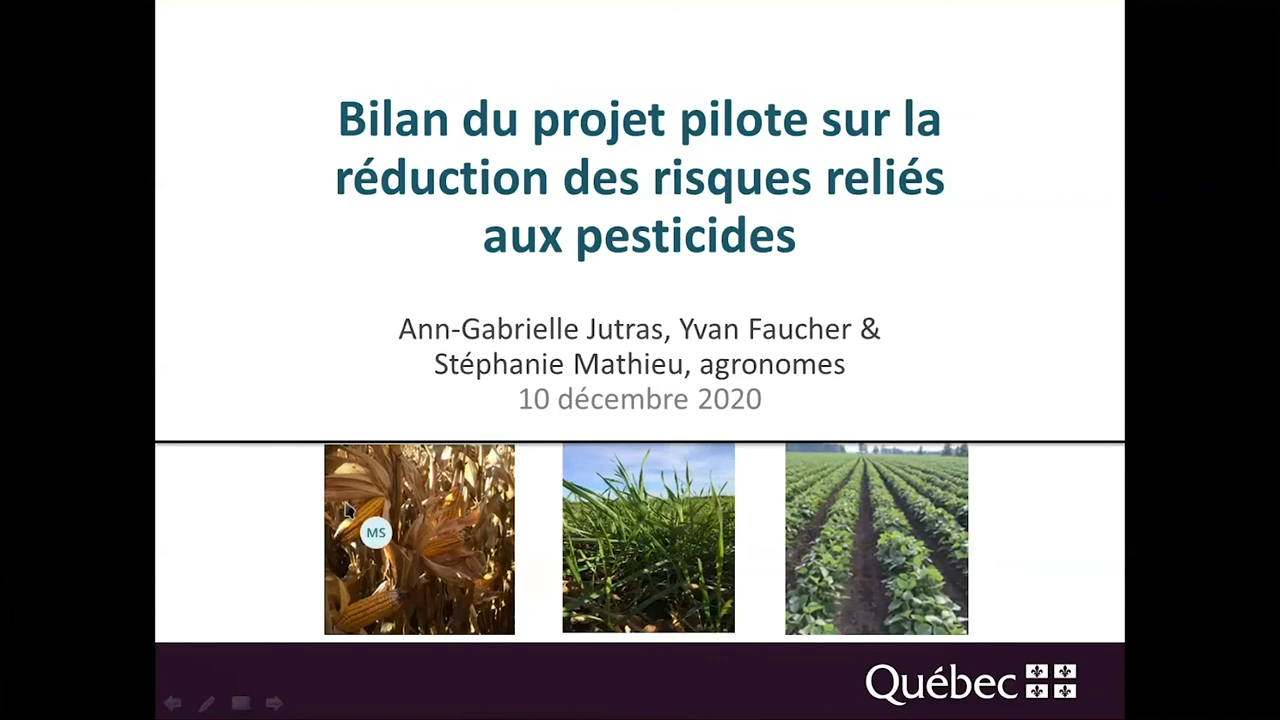 Bilan du projet pilote sur la
réduction des risques reliés
aux pesticides
Ann-Gabrielle Jutras, Yvan Faucher &
Stéphanie Mathieu, agronomes
10 décembre 2020
MS
Québec